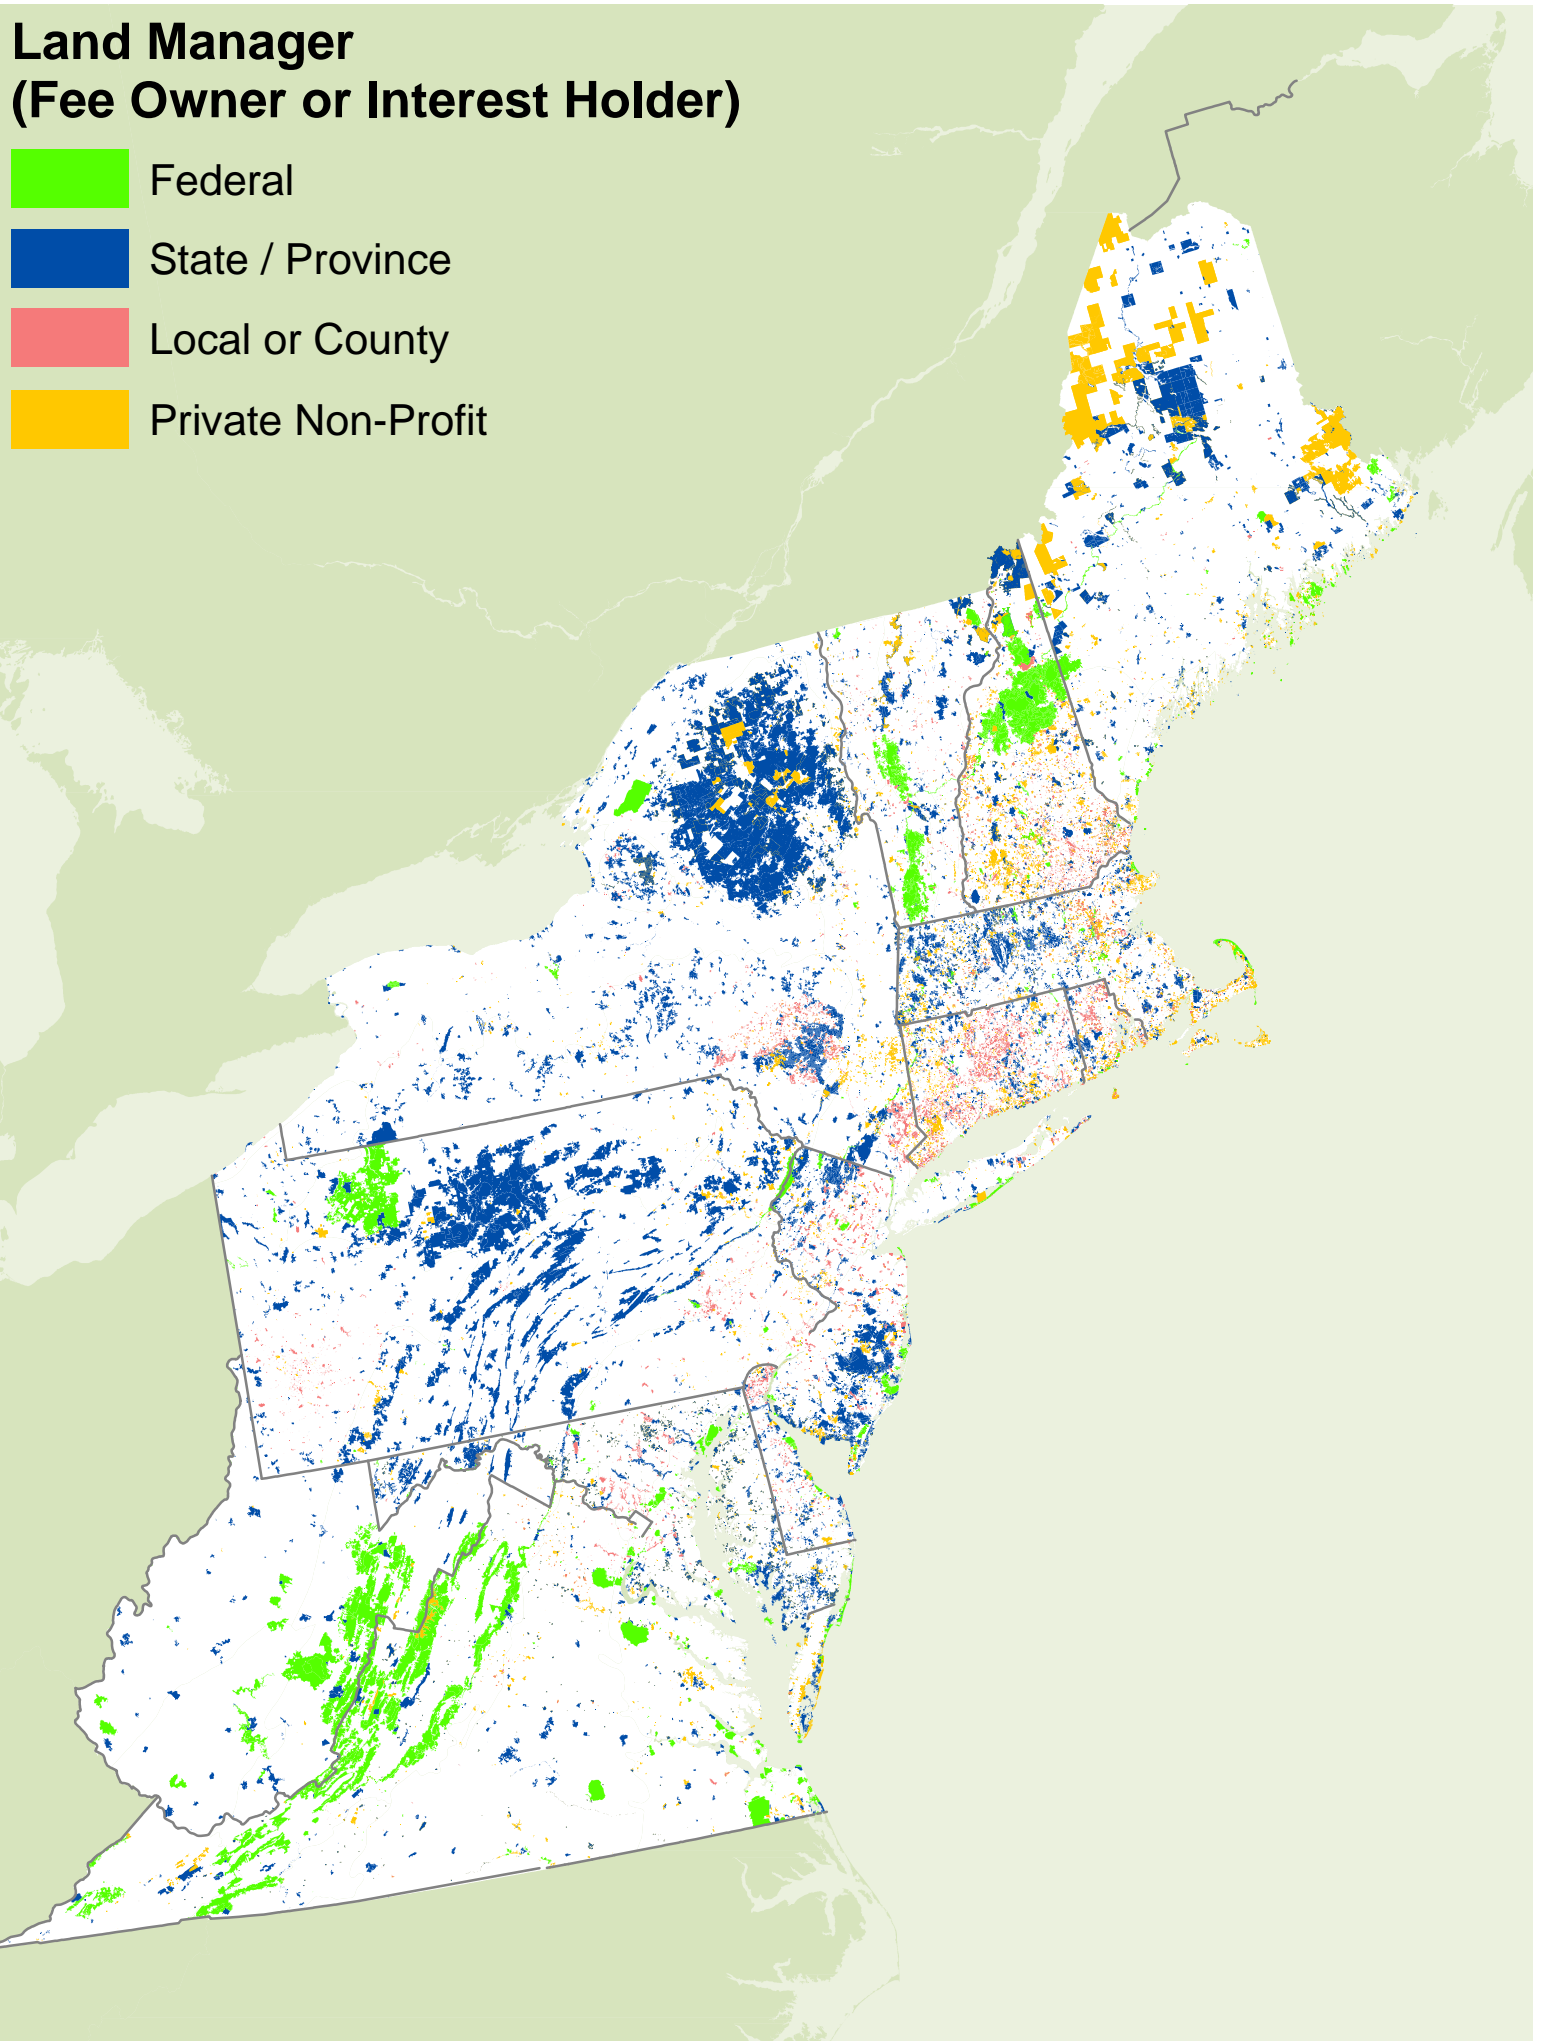 Land Manager
(Fee Owner or Interest Holder)
Federal
State / Province
Local or County
Private Non-Profit